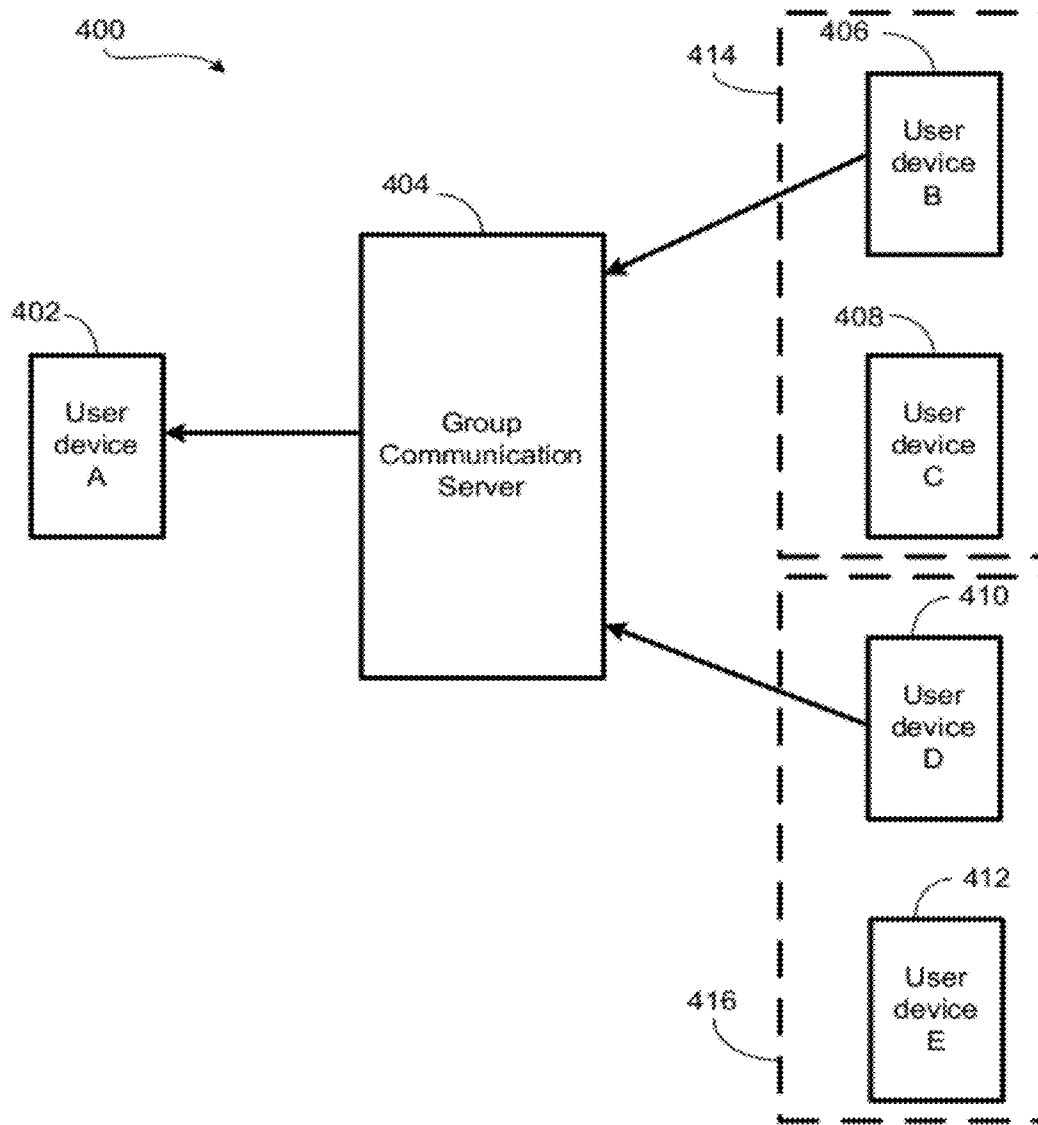 400
414
406
User
device
B
404
402
User
device
A
Group
Communication
Server
408
User
device
C
410
User
device
D
412
User
device
E
416